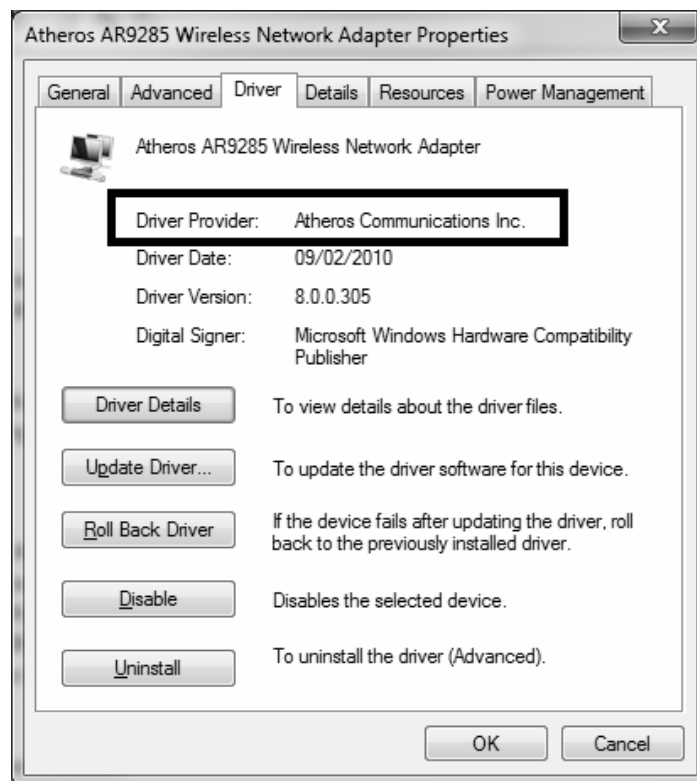 Atheros AR9285 Wireless Network Adapter Properties
X
General Advanced Driver Details Resources Power Management
Atheros AR9285 Wireless Network Adapter
Driver Provider: Atheros Communications Inc.
Driver Date: 09/02/2010
Driver Version: 8.0.0.305
Digital Signer: Microsoft Windows Hardware Compatibility
Publisher
Driver Details To view details about the driver files.
Update Driver... To update the driver software for this device.
Roll Back Driver If the device fails after updating the driver, roll
back to the previously installed driver.
Disable Disables the selected device.
Uninstall To uninstall the driver (Advanced).
OK Cancel